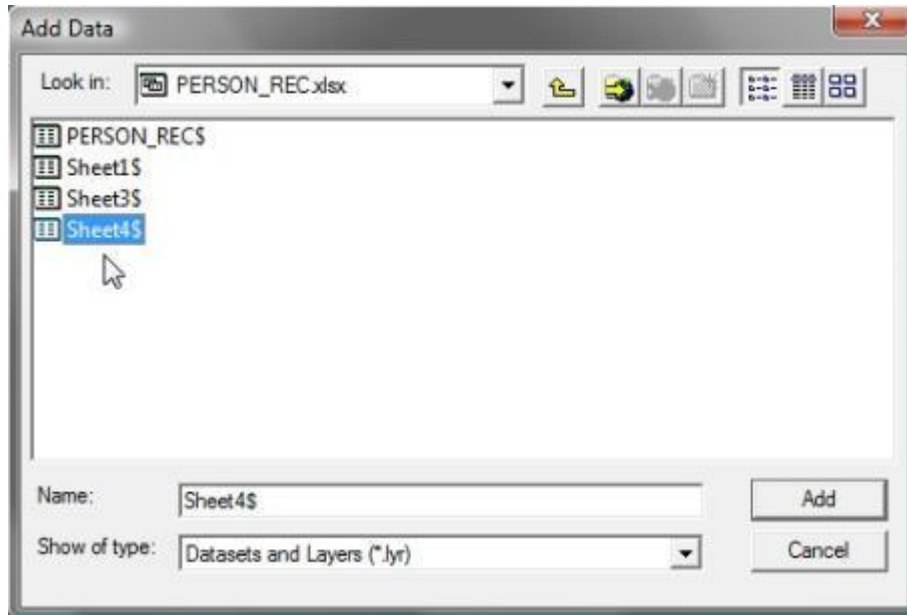 Add Data
Look in: PERSON_REC.xlsx
PERSON_REC$
Sheet1$
Sheet3$
Sheet4$
Name: Sheet4$ Add
Show of type: Datasets and Layers (*.lyr) Cancel